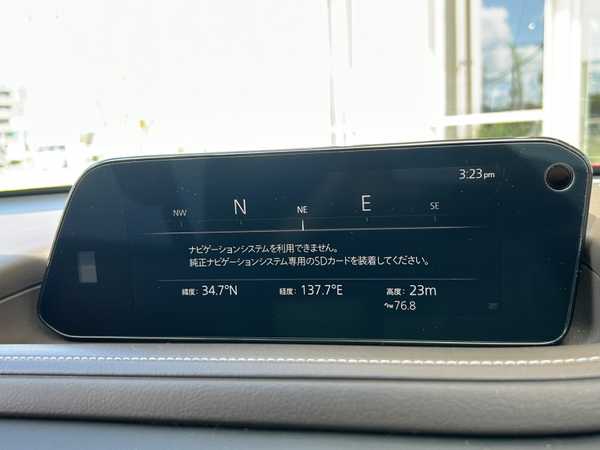 3:23pm
NW N NE E SE
ナビゲーションシステムを利用できません。
純正ナビゲーションシステム専用のSDカードを装着してください。
緯度: 34.7°N 経度: 137.7°E 高度: 23m
FM 76.8